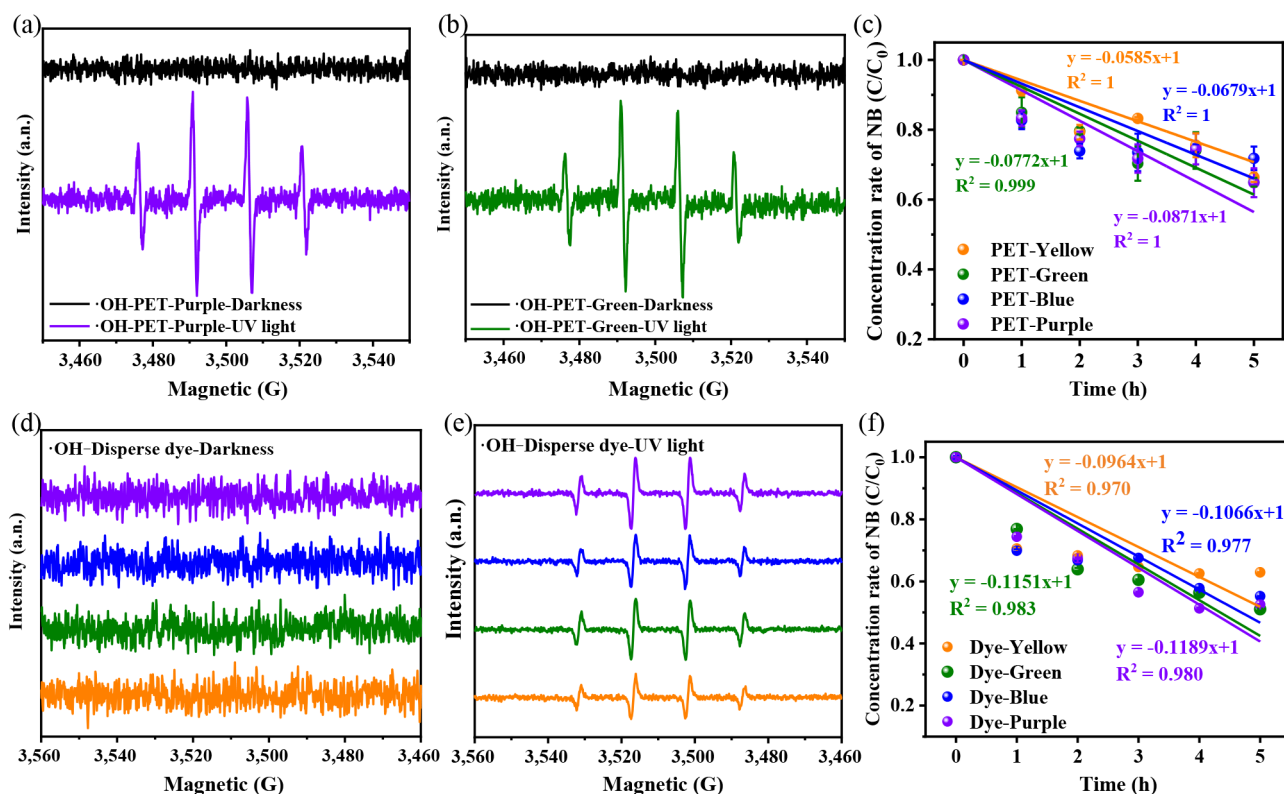 (a)
Intensity (a.n.)
·OH-PET-Purple-Darkness
·OH-PET-Purple-UV light
3,460 3,480 3,500 3,520 3,540
Magnetic (G)
(b)
Intensity (a.n.)
·OH-PET-Green-Darkness
·OH-PET-Green-UV light
3,460 3,480 3,500 3,520 3,540
Magnetic (G)
(c)
Concentration rate of NB (C/C₀)
1.0
0.8
0.6
0.4
0.2
y = -0.0585x+1
R² = 1
y = -0.0679x+1
R² = 1
y = -0.0772x+1
R² = 0.999
y = -0.0871x+1
R² = 1
PET-Yellow
PET-Green
PET-Blue
PET-Purple
0 1 2 3 4 5
Time (h)
(d)
Intensity (a.n.)
·OH–Disperse dye-Darkness
3,560 3,540 3,520 3,500 3,480 3,460
Magnetic (G)
(e)
Intensity (a.n.)
·OH–Disperse dye-UV light
3,560 3,540 3,520 3,500 3,480 3,460
Magnetic (G)
(f)
Concentration rate of NB (C/C₀)
1.0
0.8
0.6
0.4
0.2
y = -0.0964x+1
R² = 0.970
y = -0.1066x+1
R² = 0.977
y = -0.1151x+1
R² = 0.983
y = -0.1189x+1
R² = 0.980
Dye-Yellow
Dye-Green
Dye-Blue
Dye-Purple
0 1 2 3 4 5
Time (h)